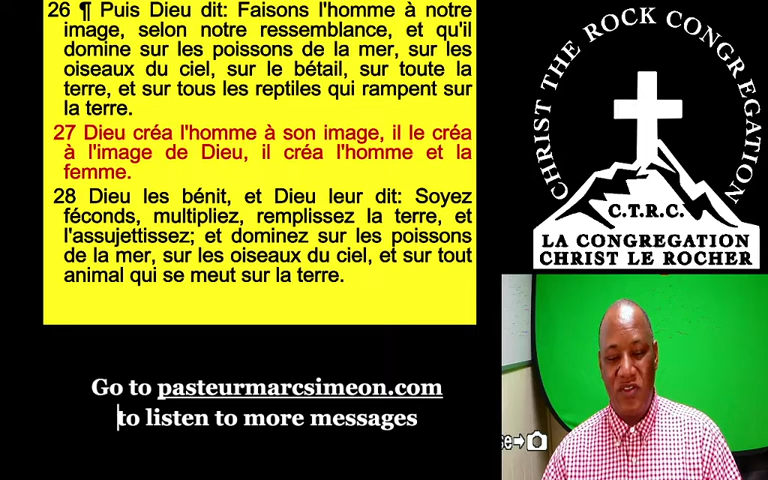 26 ¶ Puis Dieu dit: Faisons l'homme à notre
image, selon notre ressemblance, et qu'il
domine sur les poissons de la mer, sur les
oiseaux du ciel, sur le bétail, sur toute la
terre, et sur tous les reptiles qui rampent sur
la terre.
27 Dieu créa l'homme à son image, il le créa
à l'image de Dieu, il créa l'homme et la
femme.
28 Dieu les bénit, et Dieu leur dit: Soyez
féconds, multipliez, remplissez la terre, et
l'assujettissez; et dominez sur les poissons
de la mer, sur les oiseaux du ciel, et sur tout
animal qui se meut sur la terre.
Go to pasteurmarcsimeon.com
to listen to more messages
CHRIST THE ROCK CONGREGATION
C.T.R.C.
LA CONGREGATION
CHRIST LE ROCHER